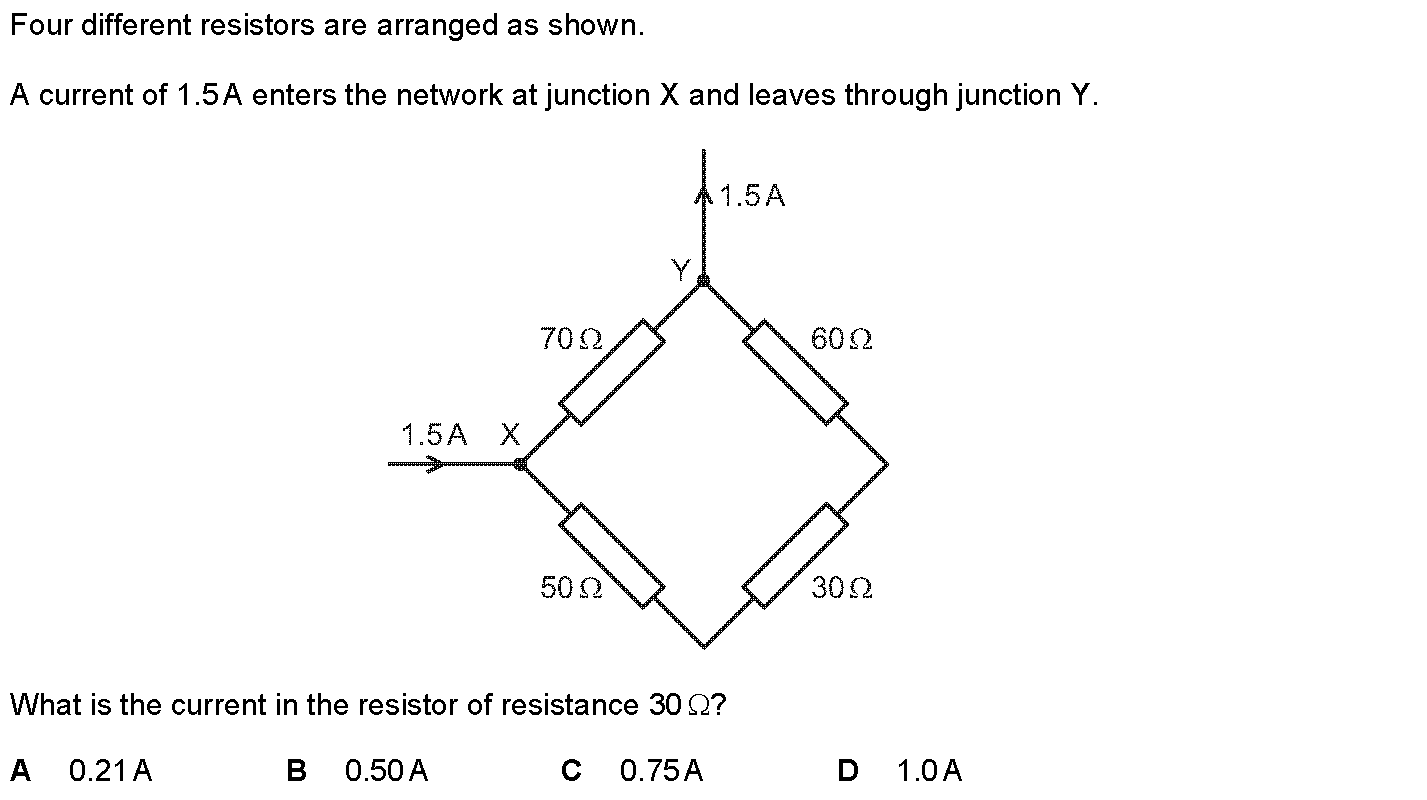 Four different resistors are arranged as shown.
A current of 1.5 A enters the network at junction X and leaves through junction Y.
1.5 A
Y
70 Ω
60 Ω
1.5 A X
50 Ω
30 Ω
What is the current in the resistor of resistance 30 Ω?
A 0.21 A B 0.50 A C 0.75 A D 1.0 A